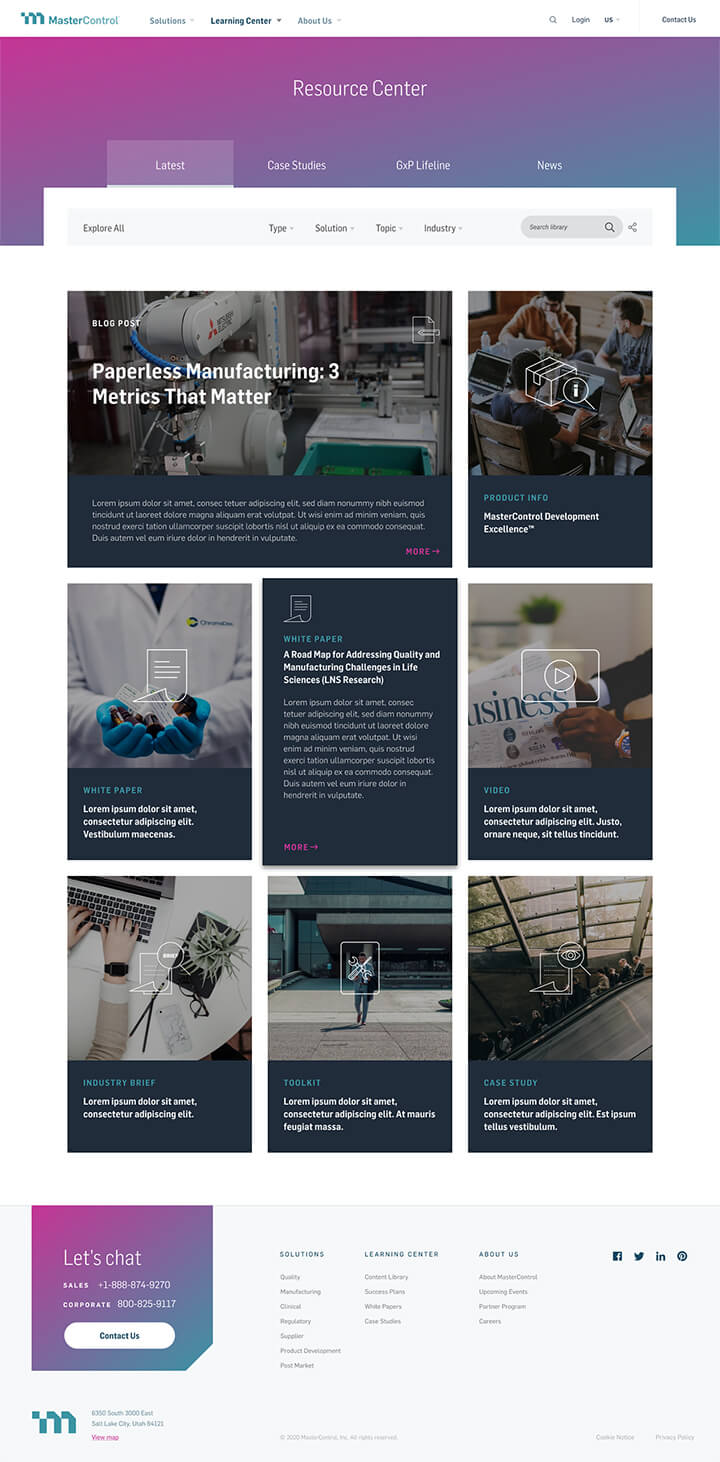 MasterControl
Solutions
Learning Center
About Us
Login
US
Contact Us
Resource Center
Latest
Case Studies
GxP Lifeline
News
Explore All
Type
Solution
Topic
Industry
Search library
BLOG POST
MITSUBISHI
ELECTRIC
Paperless Manufacturing: 3
Metrics That Matter
Lorem ipsum dolor sit amet, consec tetuer adipiscing elit, sed diam nonummy nibh euismod
tincidunt ut laoreet dolore magna aliquam erat volutpat. Ut wisi enim ad minim veniam, quis
nostrud exerci tation ullamcorper suscipit lobortis nisl ut aliquip ex ea commodo consequat.
Duis autem vel eum iriure dolor in hendrerit in vulputate.
MORE
i
PRODUCT INFO
MasterControl Development
Excellence™
ChromaDex
WHITE PAPER
Lorem ipsum dolor sit amet,
consectetur adipiscing elit.
Vestibulum maecenas.
WHITE PAPER
A Road Map for Addressing Quality and
Manufacturing Challenges in Life
Sciences (LNS Research)
Lorem ipsum dolor sit amet, consec
tetuer adipiscing elit, sed diam nonummy
nibh euismod tincidunt ut laoreet dolore
magna aliquam erat volutpat. Ut wisi
enim ad minim veniam, quis nostrud
exerci tation ullamcorper suscipit lobortis
nisl ut aliquip ex ea commodo consequat.
Duis autem vel eum iriure dolor in
hendrerit in vulputate.
MORE
usiness
VIDEO
Lorem ipsum dolor sit amet,
consectetur adipiscing elit. Justo,
ornare neque, sit tellus tincidunt.
BRIEF
INDUSTRY BRIEF
Lorem ipsum dolor sit amet,
consectetur adipiscing elit.
TOOLKIT
Lorem ipsum dolor sit amet,
consectetur adipiscing elit. At mauris
feugiat massa.
CASE STUDY
Lorem ipsum dolor sit amet,
consectetur adipiscing elit. Est ipsum
tellus vestibulum.
Let's chat
SALES +1-888-874-9270
CORPORATE 800-825-9117
Contact Us
SOLUTIONS
Quality
Manufacturing
Clinical
Regulatory
Supplier
Product Development
Post Market
LEARNING CENTER
Content Library
Success Plans
White Papers
Case Studies
ABOUT US
About MasterControl
Upcoming Events
Partner Program
Careers
6350 South 3000 East
Salt Lake City, Utah 84121
View map
© 2020 MasterControl, Inc. All rights reserved.
Cookie Notice
Privacy Policy